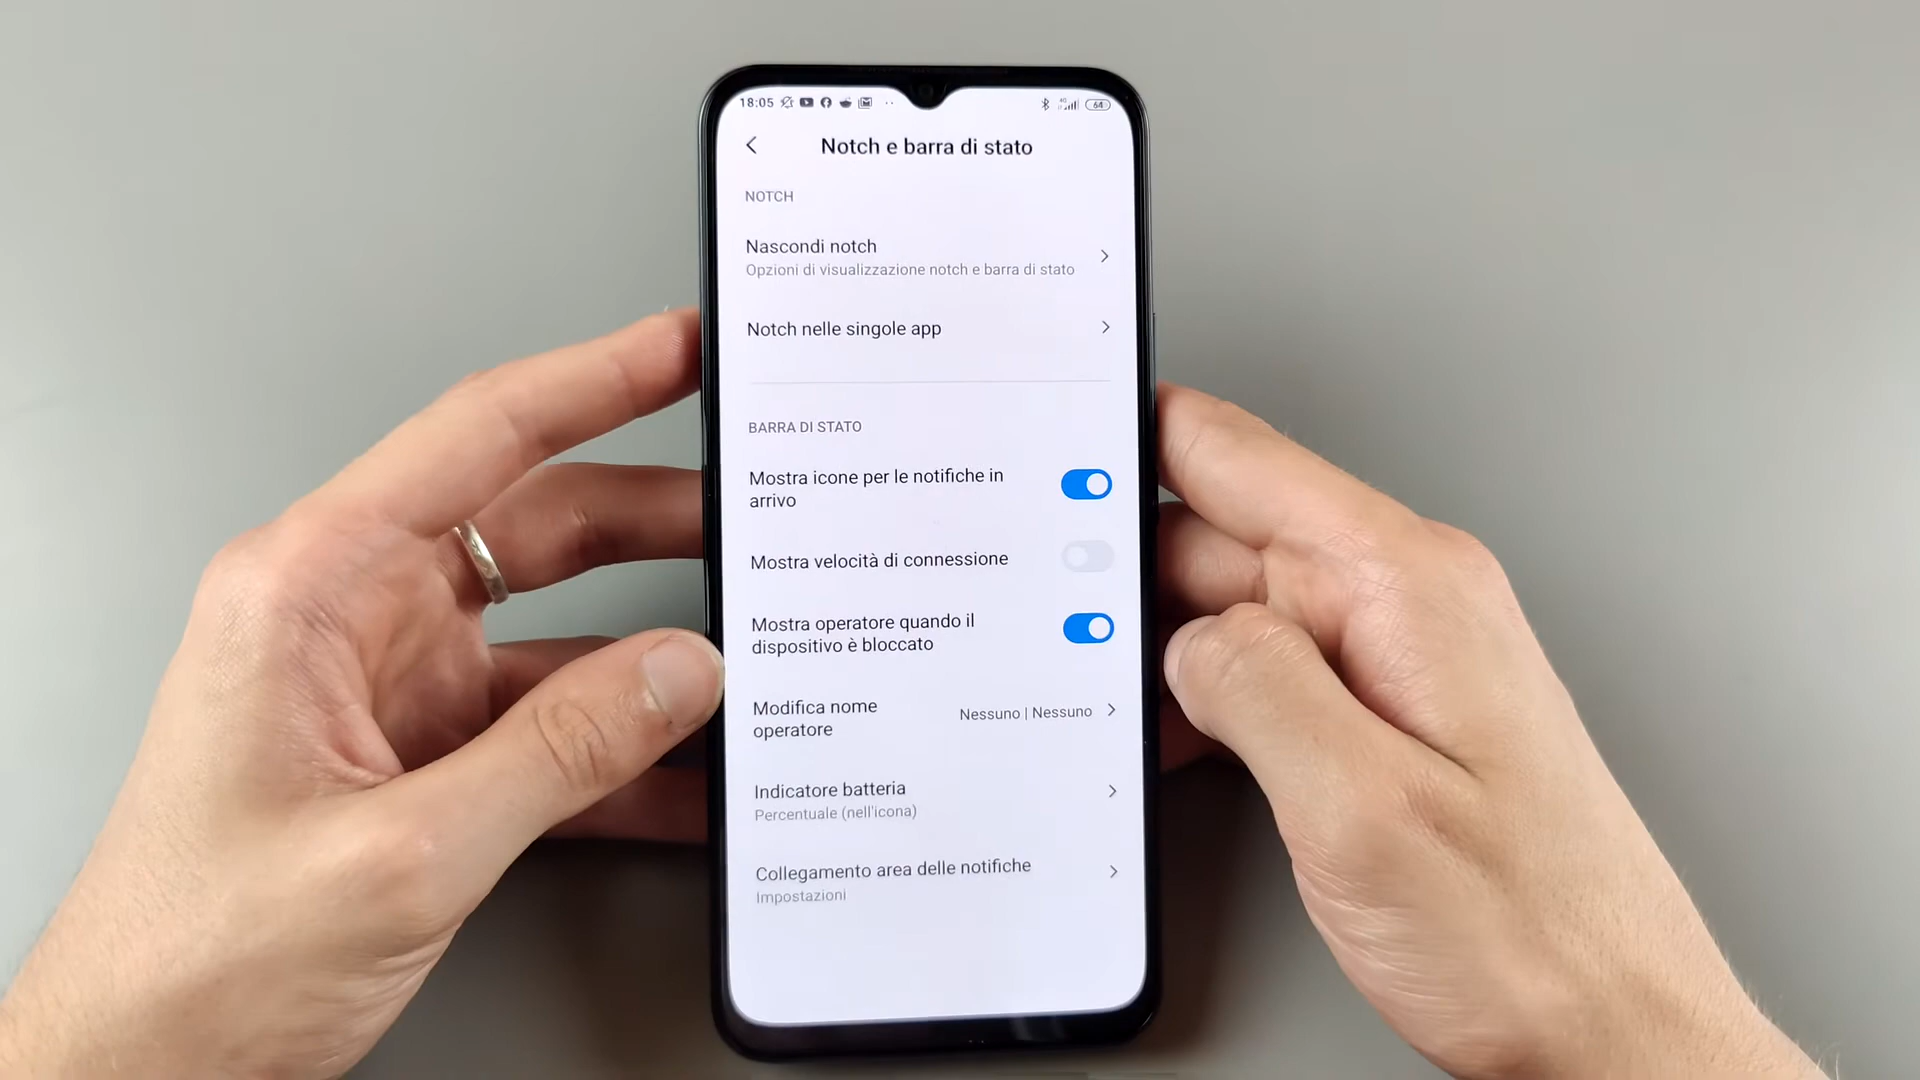 18:05
64
Notch e barra di stato
NOTCH
Nascondi notch
Opzioni di visualizzazione notch e barra di stato
Notch nelle singole app
BARRA DI STATO
Mostra icone per le notifiche in
arrivo
Mostra velocità di connessione
Mostra operatore quando il
dispositivo è bloccato
Modifica nome
operatore
Nessuno | Nessuno
Indicatore batteria
Percentuale (nell'icona)
Collegamento area delle notifiche
Impostazioni